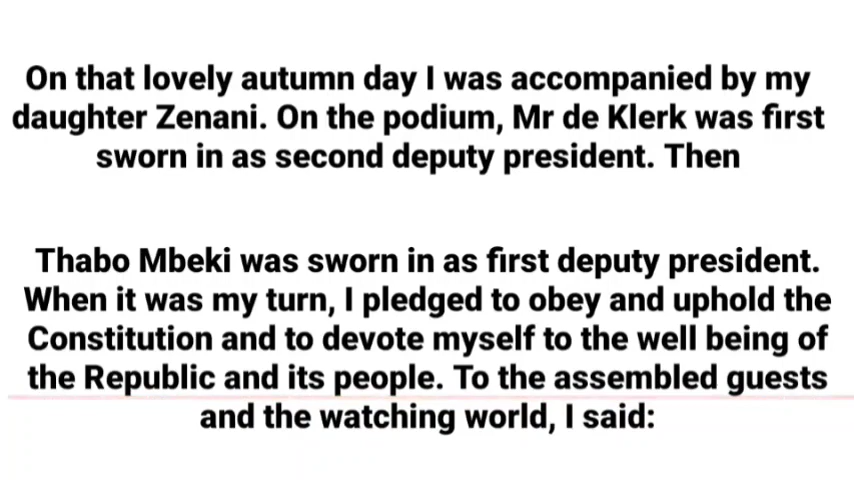 On that lovely autumn day I was accompanied by my
daughter Zenani. On the podium, Mr de Klerk was first
sworn in as second deputy president. Then
Thabo Mbeki was sworn in as first deputy president.
When it was my turn, I pledged to obey and uphold the
Constitution and to devote myself to the well being of
the Republic and its people. To the assembled guests
and the watching world, I said: